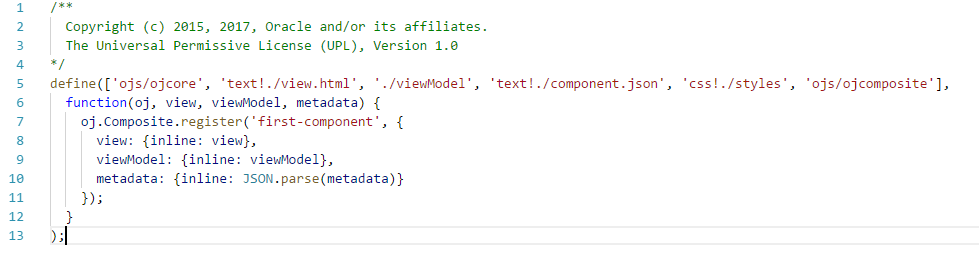 1 /**
2   Copyright (c) 2015, 2017, Oracle and/or its affiliates.
3   The Universal Permissive License (UPL), Version 1.0
4 */
5 define(['ojs/ojcore', 'text!./view.html', './viewModel', 'text!./component.json', 'css!./styles', 'ojs/ojcomposite'],
6   function(oj, view, viewModel, metadata) {
7     oj.Composite.register('first-component', {
8       view: {inline: view},
9       viewModel: {inline: viewModel},
10       metadata: {inline: JSON.parse(metadata)}
11     });
12   }
13 );